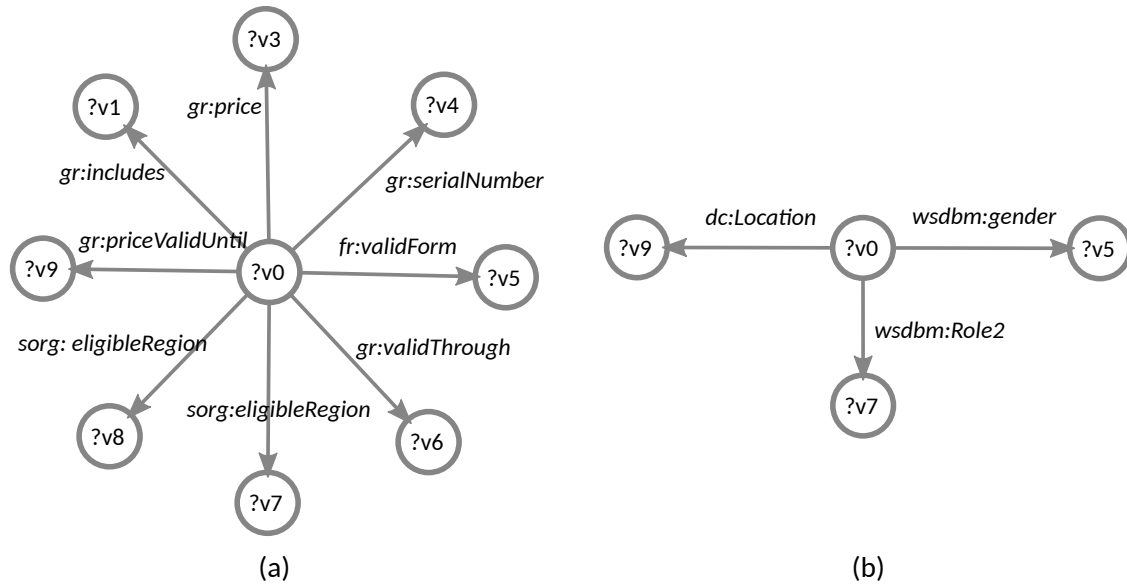 ?v3
?v1
gr:price
?v4
gr:includes
gr:serialNumber
gr:priceValidUntil
fr:validForm
?v9
?v0
?v5
sorg: eligibleRegion
gr:validThrough
sorg:eligibleRegion
?v8
?v6
?v7
(a)
dc:Location
wsdbm:gender
?v9
?v0
?v5
wsdbm:Role2
?v7
(b)